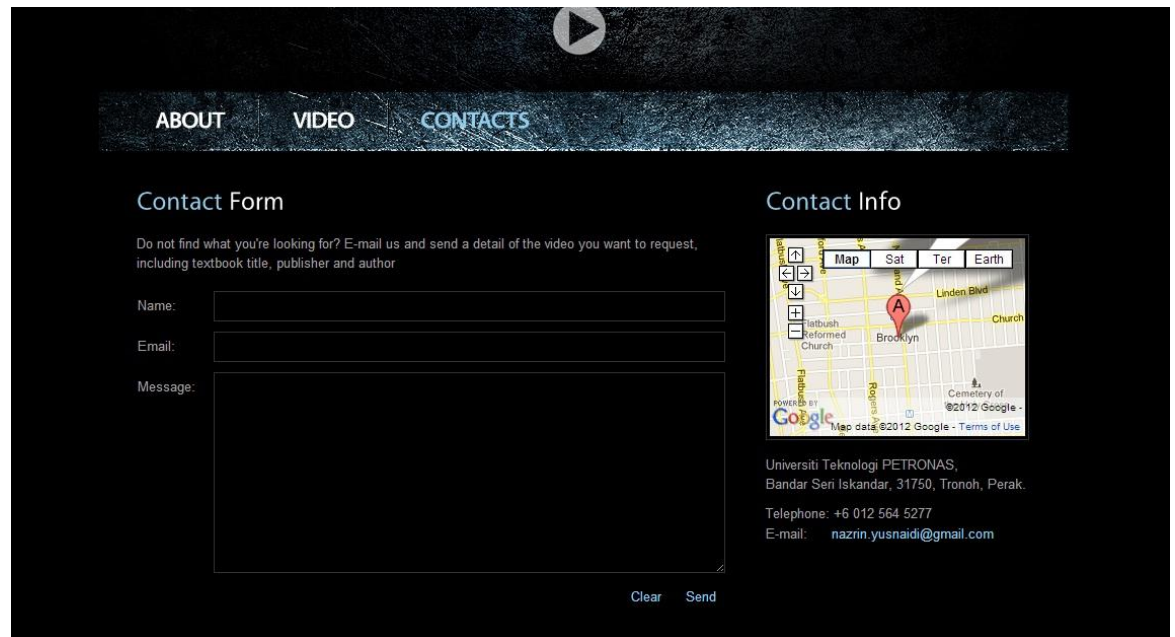 ABOUT VIDEO CONTACTS
Contact Form
Do not find what you're looking for? E-mail us and send a detail of the video you want to request,
including textbook title, publisher and author
Name:
Email:
Message:
Clear Send
Contact Info
Map Sat Ter Earth
Linden Blvd
Church
Flatbush
Reformed
Church
Brooklyn
Flatbush Ave
Rogers Ave
A
Cemetery of
POWERED BY
Google
©2012 Google -
Map data ©2012 Google - Terms of Use
Universiti Teknologi PETRONAS,
Bandar Seri Iskandar, 31750, Tronoh, Perak.
Telephone: +6 012 564 5277
E-mail: nazrin.yusnaidi@gmail.com